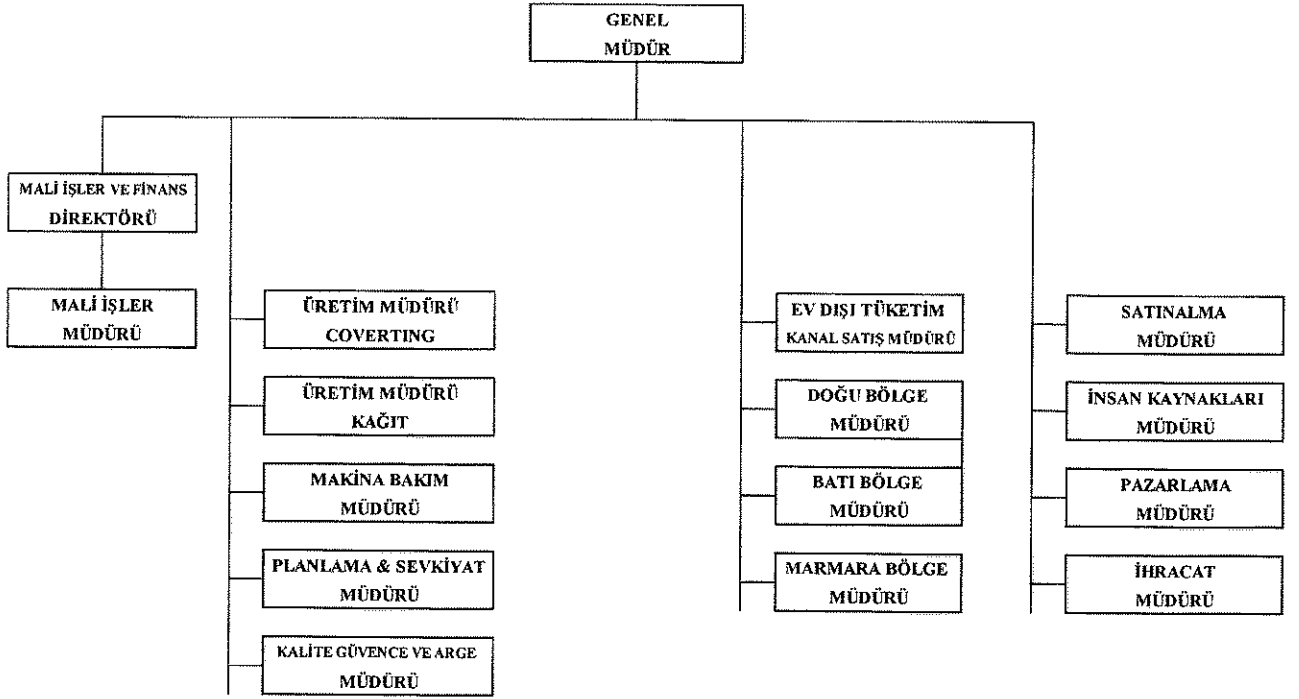 GENEL
MÜDÜR
MALİ İŞLER VE FİNANS
DİREKTÖRÜ
MALİ İŞLER
MÜDÜRÜ
ÜRETİM MÜDÜRÜ
COVERTING
ÜRETİM MÜDÜRÜ
KAĞIT
MAKİNA BAKIM
MÜDÜRÜ
PLANLAMA & SEVKİYAT
MÜDÜRÜ
KALİTE GÜVENCE VE ARGE
MÜDÜRÜ
EV DIŞI TÜKETİM
KANAL SATIŞ MÜDÜRÜ
DOĞU BÖLGE
MÜDÜRÜ
BATI BÖLGE
MÜDÜRÜ
MARMARA BÖLGE
MÜDÜRÜ
SATINALMA
MÜDÜRÜ
İNSAN KAYNAKLARI
MÜDÜRÜ
PAZARLAMA
MÜDÜRÜ
İHRACAT
MÜDÜRÜ